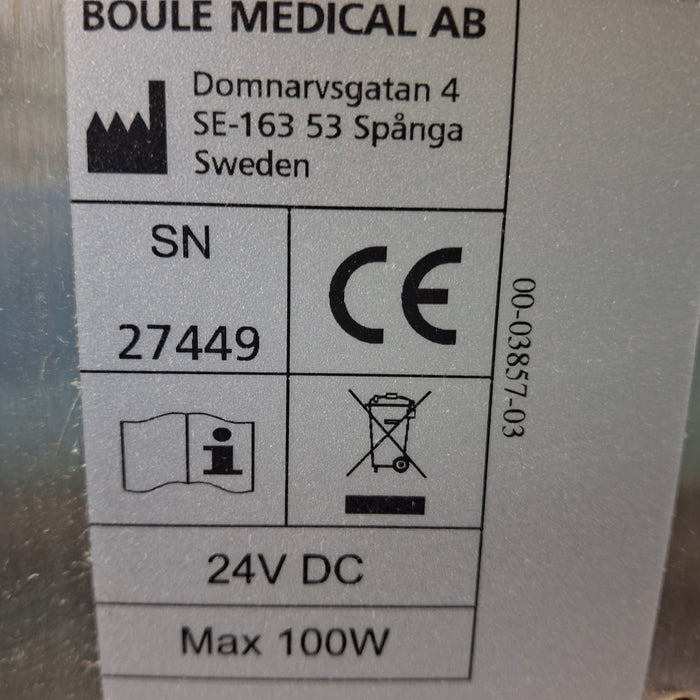 BOULE MEDICAL AB
Domnarvsgatan 4
SE-163 53 Spånga
Sweden
SN
27449
CE
00-03857-03
i
24V DC
Max 100W